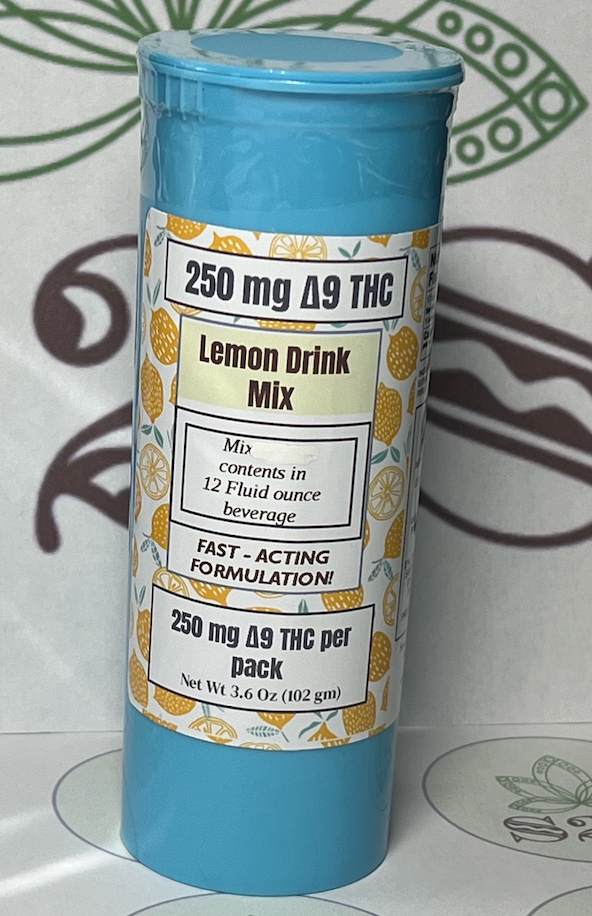 250 mg Δ9 THC
Lemon Drink
Mix
Mix
contents in
12 Fluid ounce
beverage
FAST - ACTING
FORMULATION!
250 mg Δ9 THC per
pack
Net Wt 3.6 Oz (102 gm)